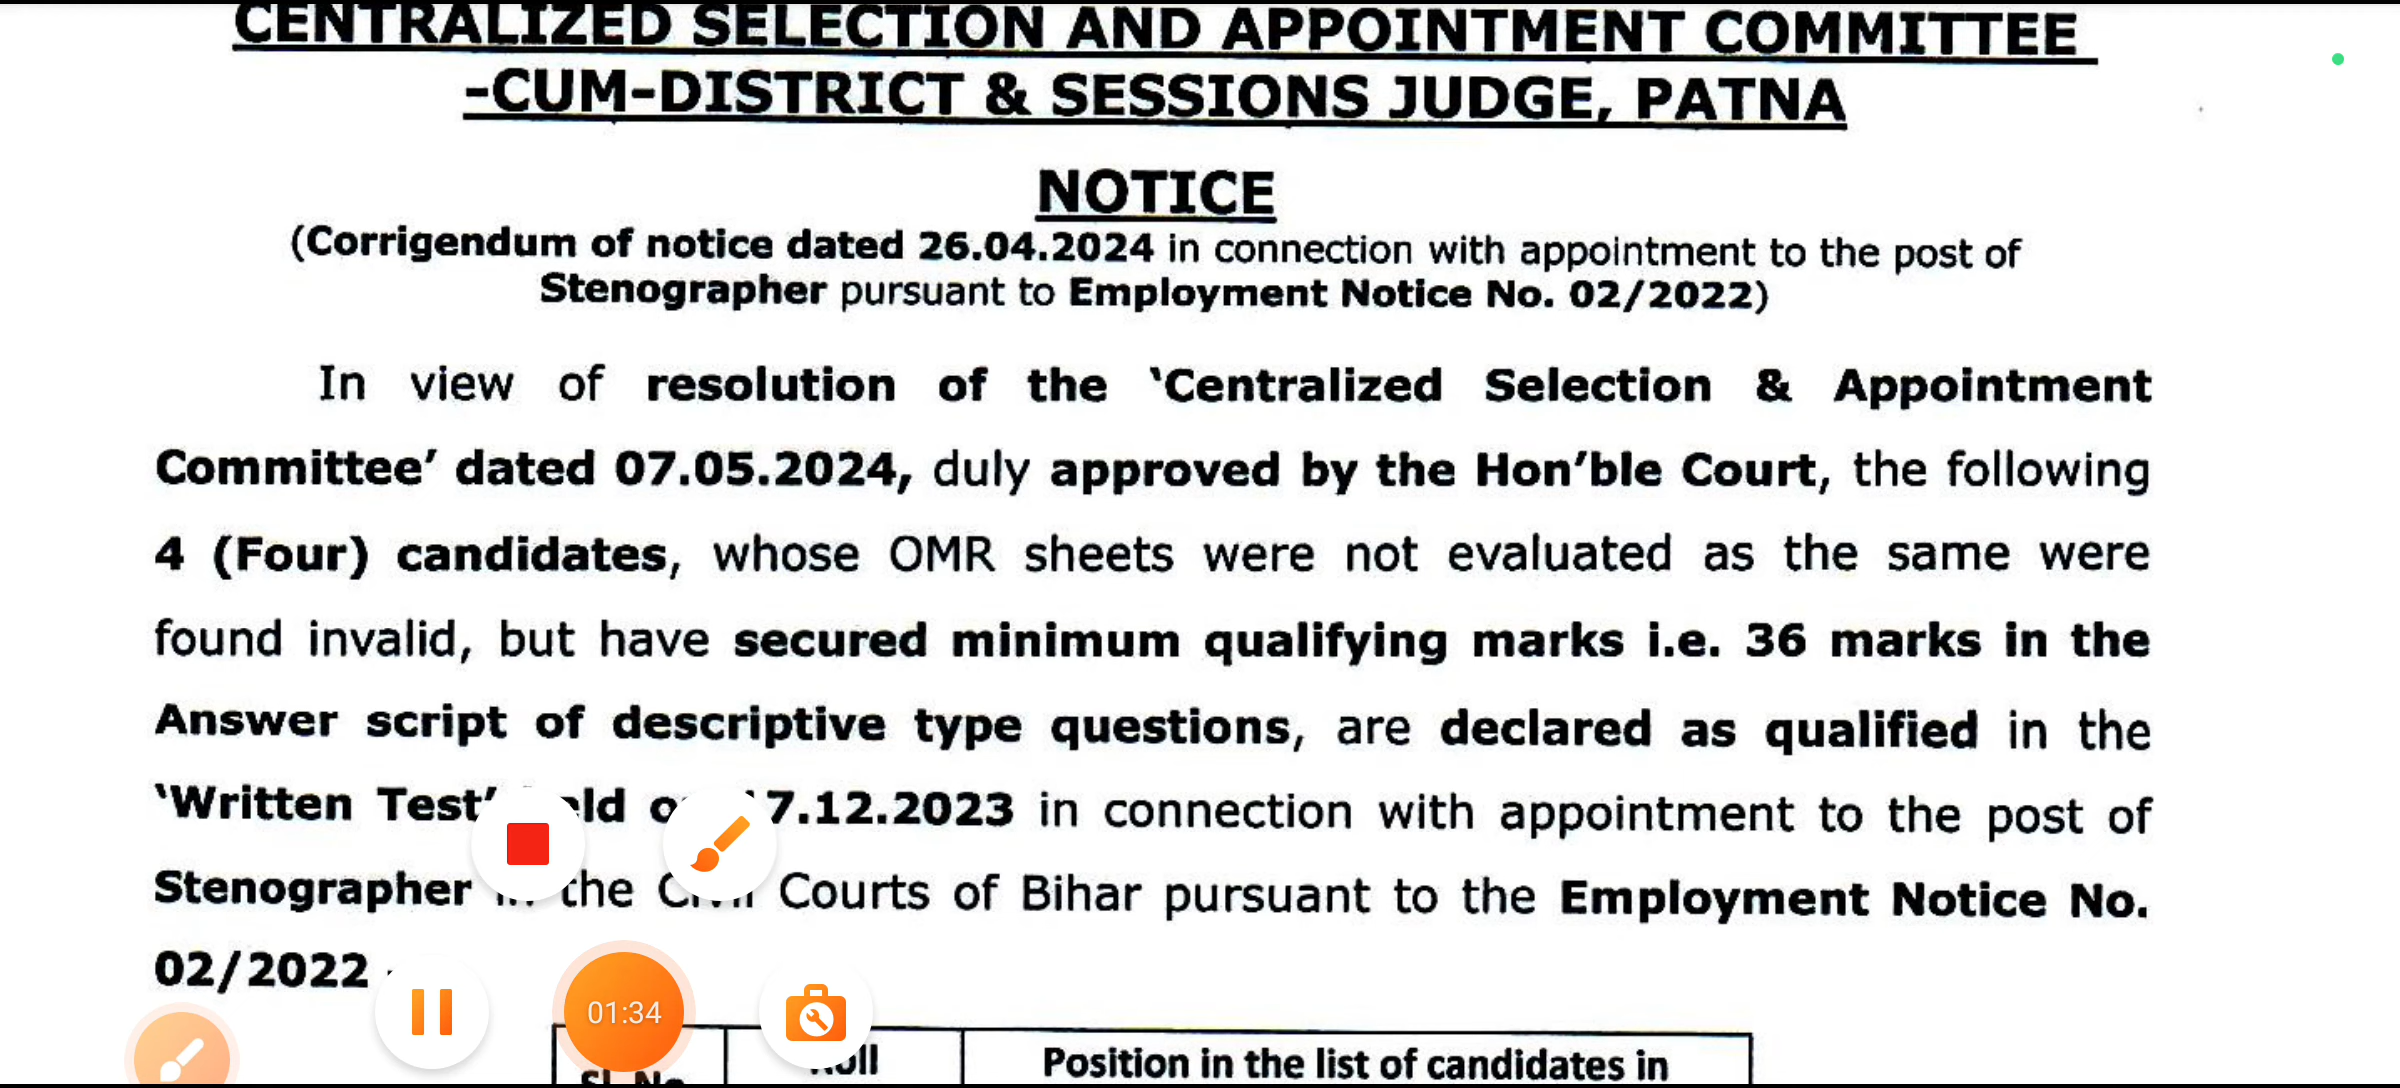 CENTRALIZED SELECTION AND APPOINTMENT COMMITTEE
-CUM-DISTRICT & SESSIONS JUDGE, PATNA
NOTICE
(Corrigendum of notice dated 26.04.2024 in connection with appointment to the post of
Stenographer pursuant to Employment Notice No. 02/2022)
In view of resolution of the ‘Centralized Selection & Appointment
Committee’ dated 07.05.2024, duly approved by the Hon’ble Court, the following
4 (Four) candidates, whose OMR sheets were not evaluated as the same were
found invalid, but have secured minimum qualifying marks i.e. 36 marks in the
Answer script of descriptive type questions, are declared as qualified in the
‘Written Test’ 7.12.2023 in connection with appointment to the post of
Stenographer the Courts of Bihar pursuant to the Employment Notice No.
02/2022
01:34
Position in the list of candidates in
Sl. No.